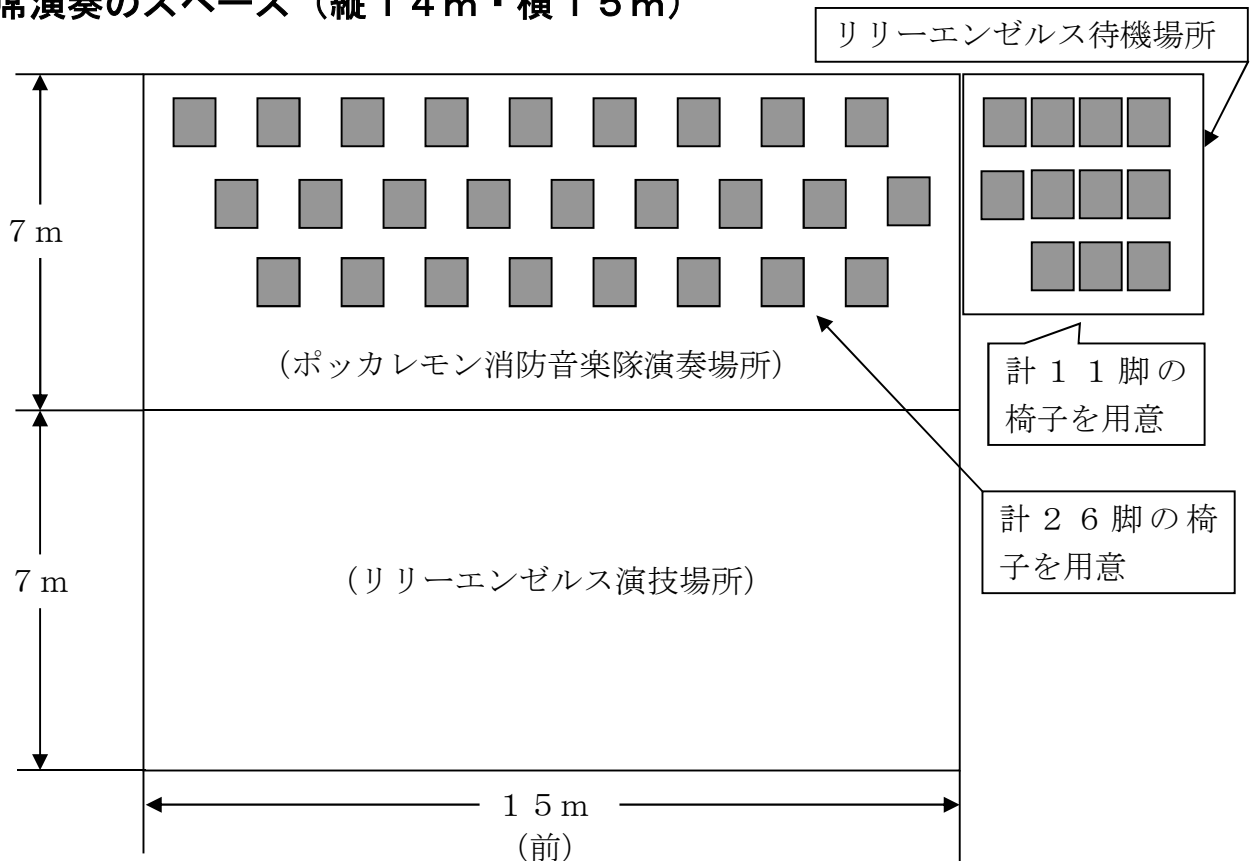 席演奏のスペース（縦１４ｍ・横１５ｍ）
リリーエンゼルス待機場所
７ｍ
（ポッカレモン消防音楽隊演奏場所）
計１１脚の
椅子を用意
計２６脚の椅
子を用意
７ｍ
（リリーエンゼルス演技場所）
１５ｍ
（前）